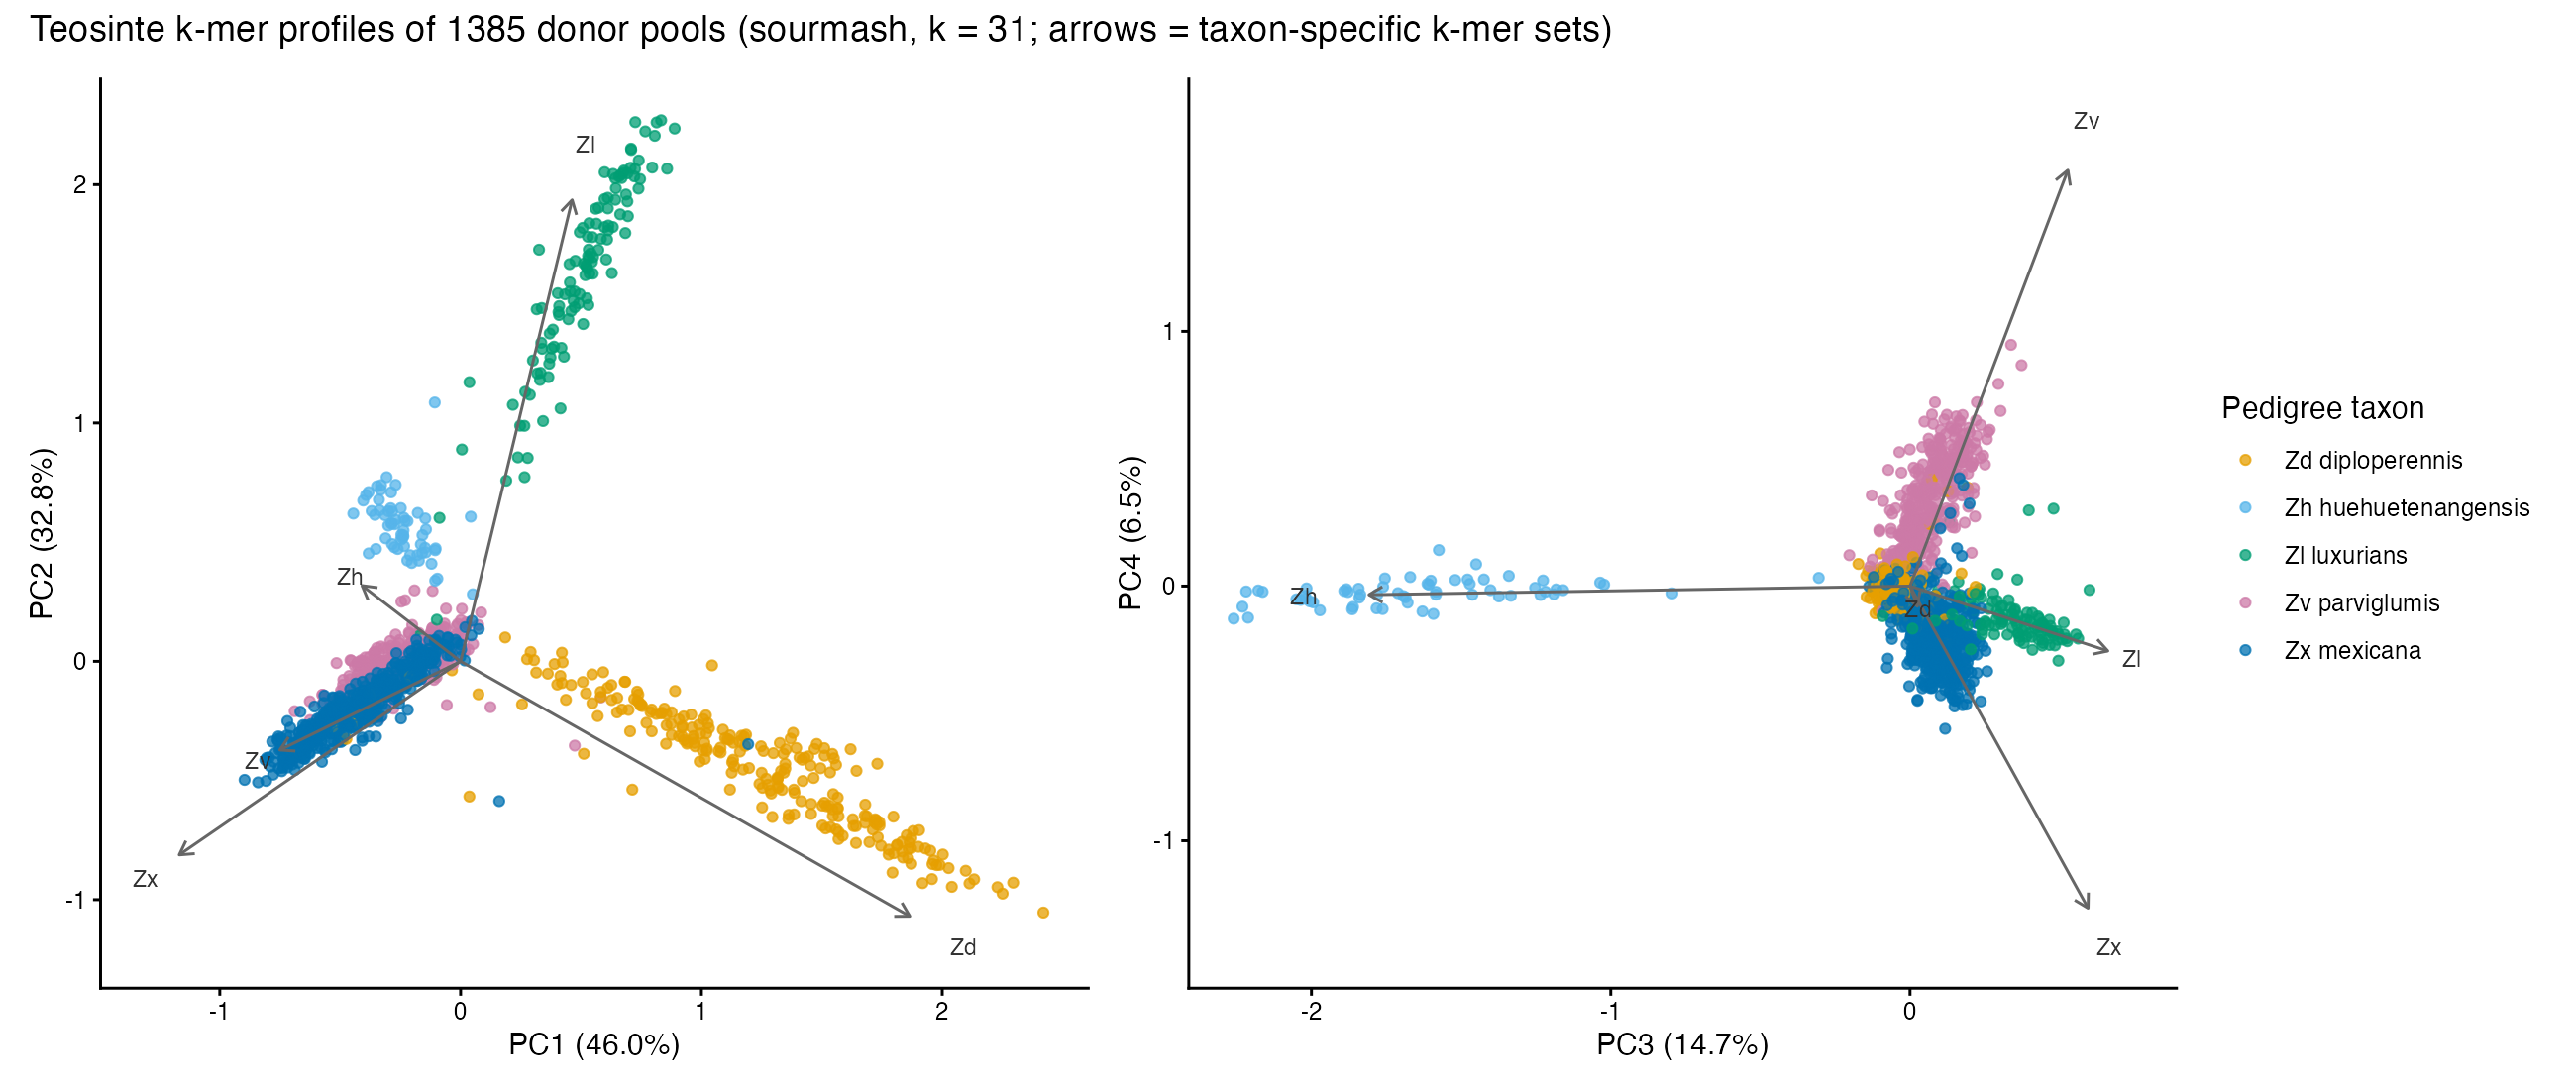 Teosinte k-mer profiles of 1385 donor pools (sourmash, k = 31; arrows = taxon-specific k-mer sets)
Zl
2
1
0
-1
Zh
Zv
Zx
Zd
-1
0
1
2
PC1 (46.0%)
PC2 (32.8%)
Zv
1
0
-1
Zh
Zd
Zl
Zx
-2
-1
0
PC3 (14.7%)
PC4 (6.5%)
Pedigree taxon
Zd diploperennis
Zh huehuetenangensis
Zl luxurians
Zv parviglumis
Zx mexicana